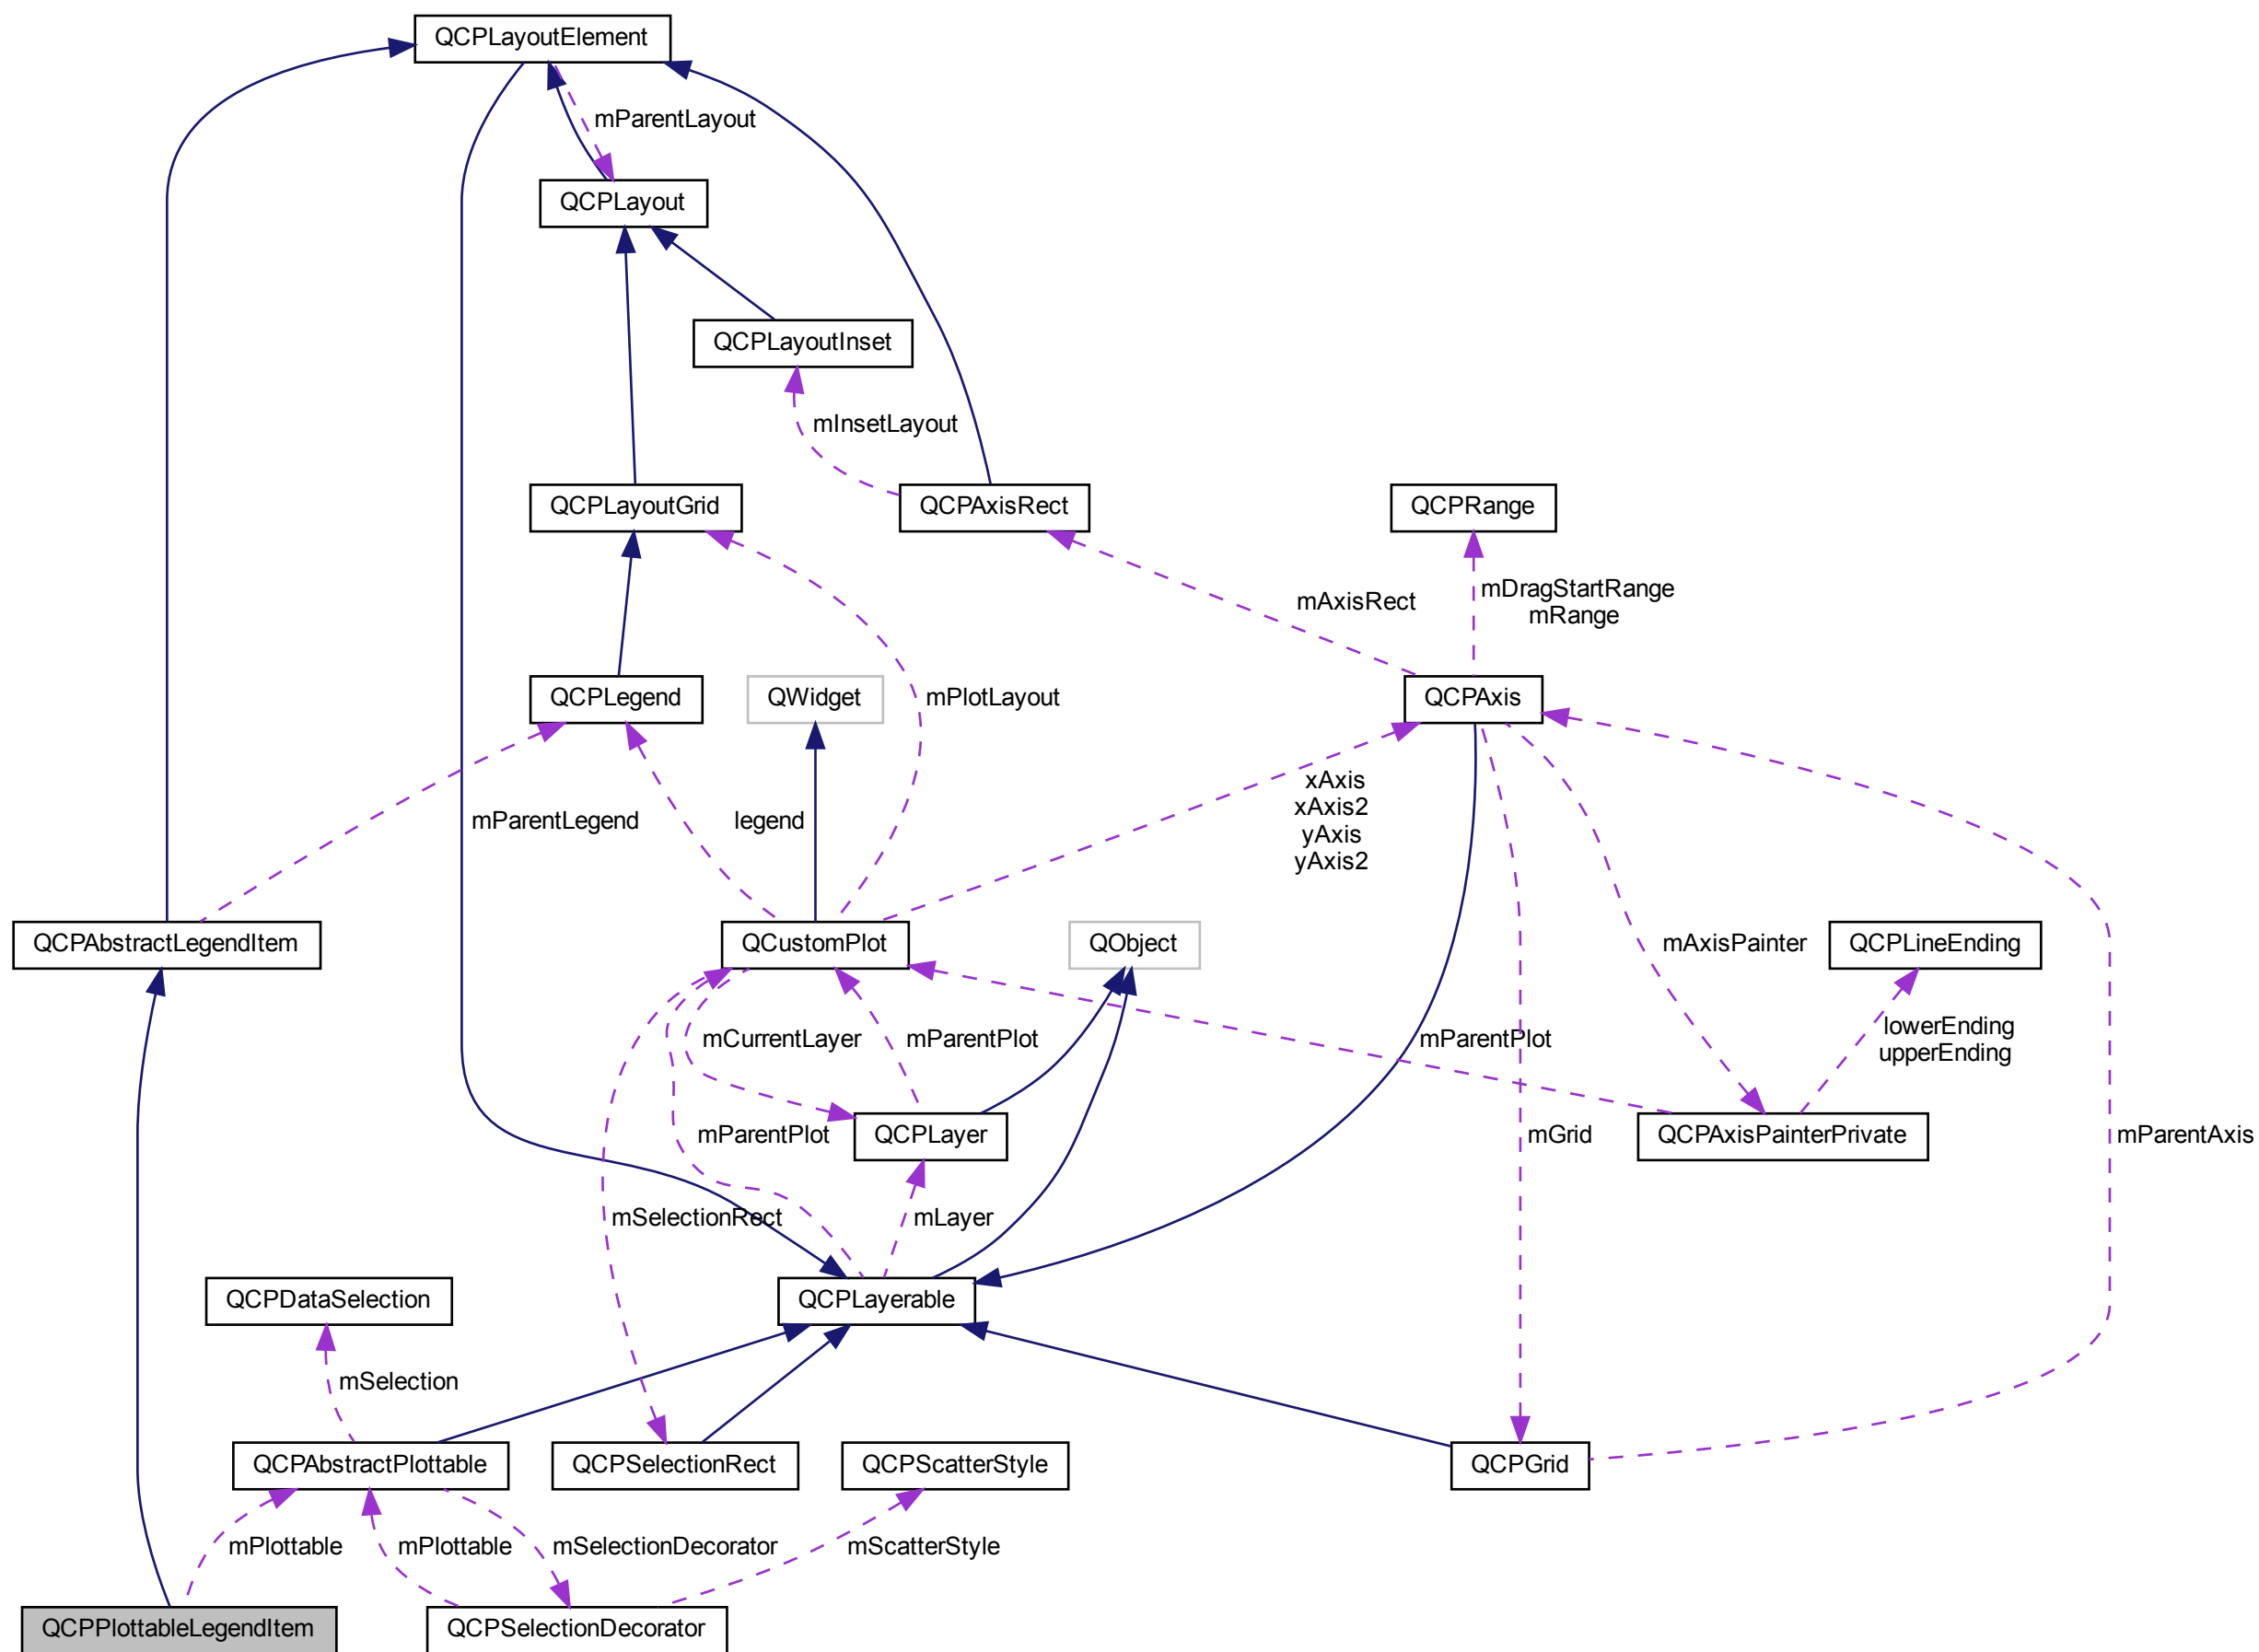 QCPLayoutElement
mParentLayout
QCPLayout
QCPLayoutInset
mInsetLayout
QCPLayoutGrid
QCPAxisRect
QCPRange
mAxisRect
mDragStartRange
mRange
QCPLegend
QWidget
mPlotLayout
QCPAxis
mParentLegend
legend
xAxis
xAxis2
yAxis
yAxis2
QCPAbstractLegendItem
QCustomPlot
QObject
mAxisPainter
QCPLineEnding
mCurrentLayer
mParentPlot
mParentPlot
lowerEnding
upperEnding
mParentPlot
QCPLayer
mGrid
QCPAxisPainterPrivate
mParentAxis
mSelectionRect
mLayer
QCPDataSelection
QCPLayerable
mSelection
QCPAbstractPlottable
QCPSelectionRect
QCPScatterStyle
QCPGrid
mPlottable
mPlottable
mSelectionDecorator
mScatterStyle
QCPPlottableLegendItem
QCPSelectionDecorator